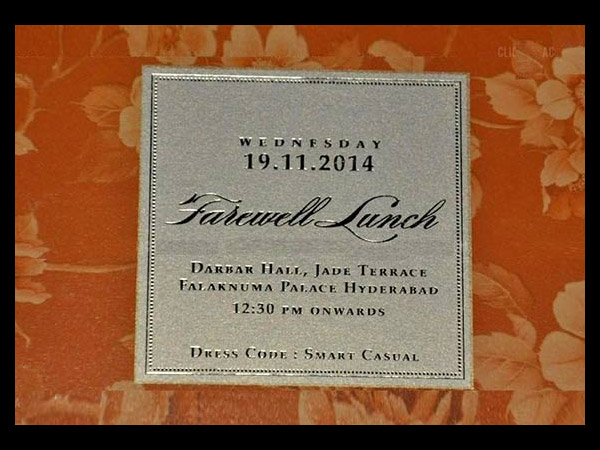 WEDNESDAY
19.11.2014
Farewell Lunch
DARBAR HALL, JADE TERRACE
FALAKNUMA PALACE HYDERABAD
12:30 PM ONWARDS
DRESS CODE : SMART CASUAL